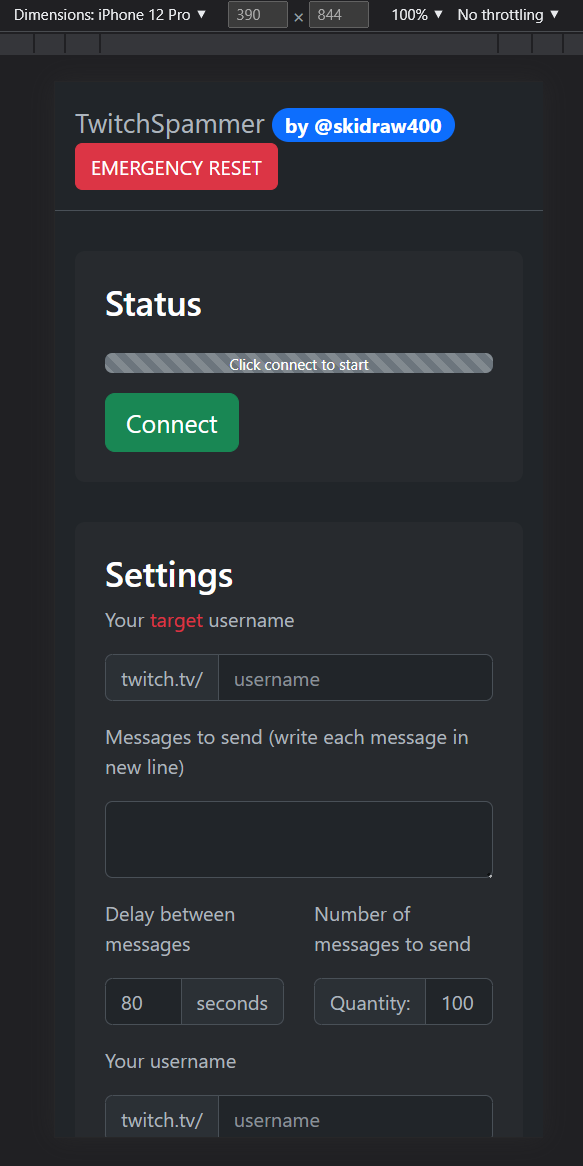 Dimensions: iPhone 12 Pro ▼ 390 × 844 100% ▼ No throttling ▼
TwitchSpammer by @skidraw400
EMERGENCY RESET
Status
Click connect to start
Connect
Settings
Your target username
twitch.tv/ username
Messages to send (write each message in
new line)
Delay between
messages
80 seconds
Number of
messages to send
Quantity: 100
Your username
twitch.tv/ username